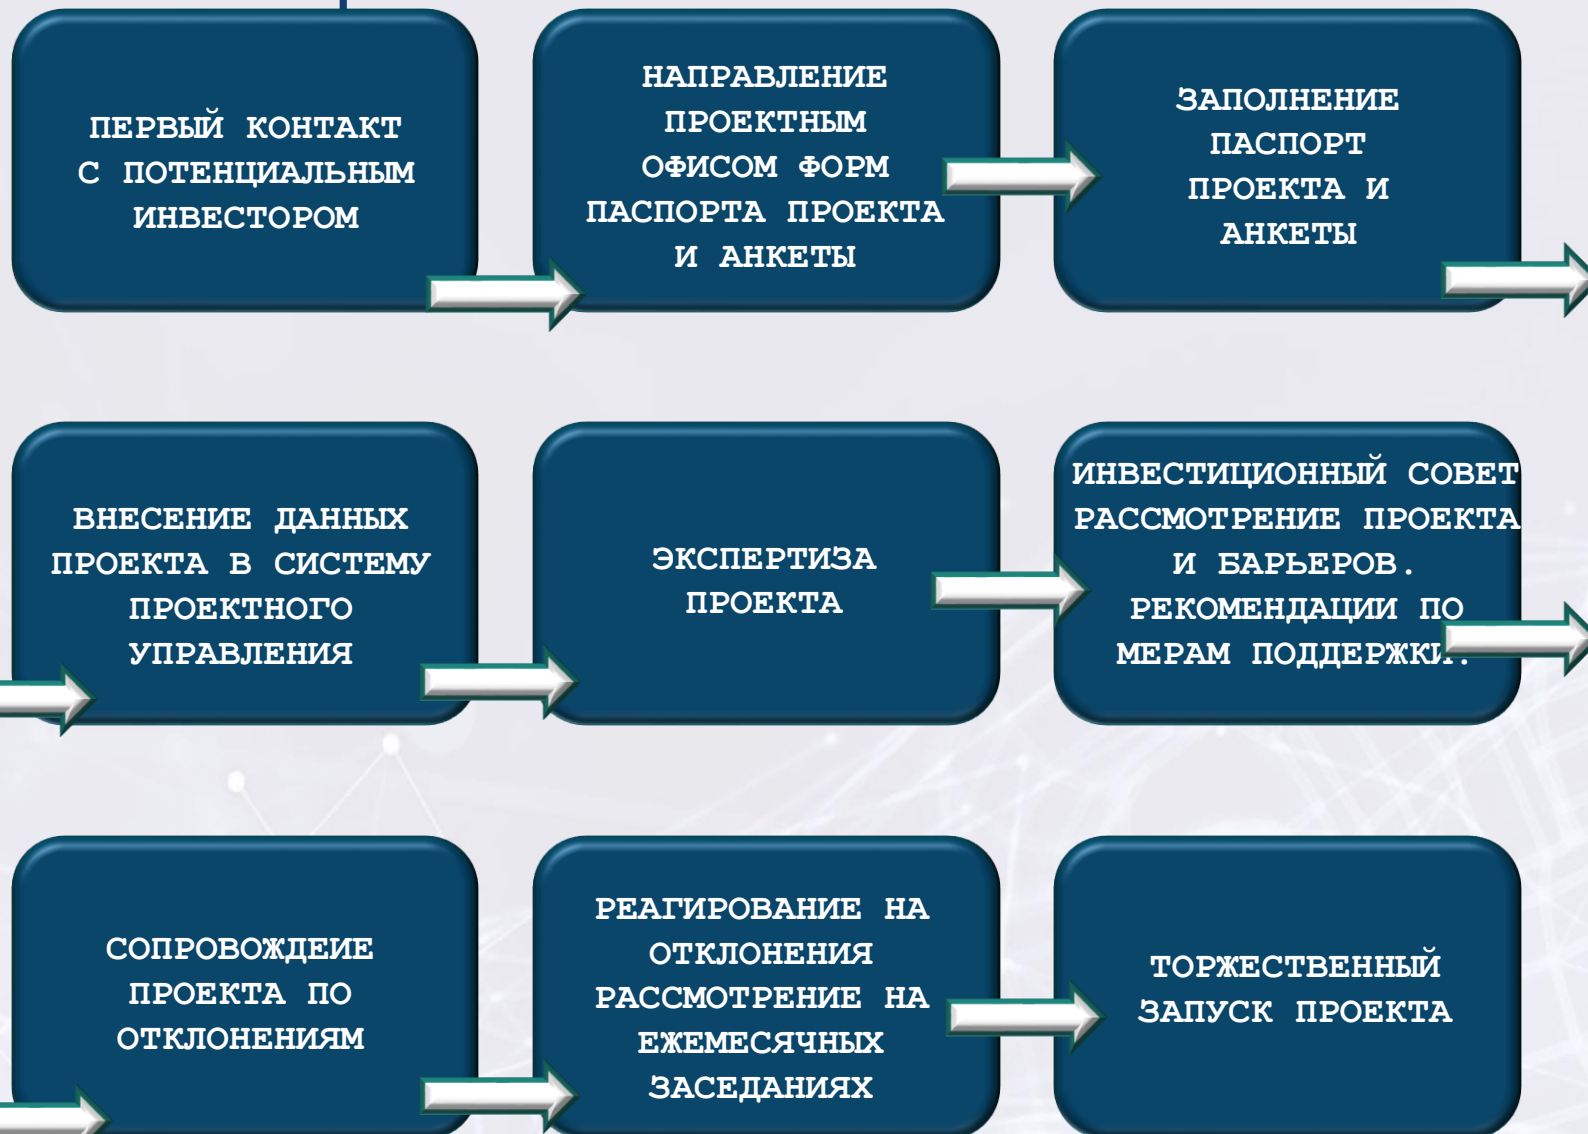 ПЕРВЫЙ КОНТАКТ
С ПОТЕНЦИАЛЬНЫМ
ИНВЕСТОРОМ
НАПРАВЛЕНИЕ
ПРОЕКТНЫМ
ОФИСОМ ФОРМ
ПАСПОРТА ПРОЕКТА
И АНКЕТЫ
ЗАПОЛНЕНИЕ
ПАСПОРТ
ПРОЕКТА И
АНКЕТЫ
ВНЕСЕНИЕ ДАННЫХ
ПРОЕКТА В СИСТЕМУ
ПРОЕКТНОГО
УПРАВЛЕНИЯ
ЭКСПЕРТИЗА
ПРОЕКТА
ИНВЕСТИЦИОННЫЙ СОВЕТ
РАССМОТРЕНИЕ ПРОЕКТА
И БАРЬЕРОВ.
РЕКОМЕНДАЦИИ ПО
МЕРАМ ПОДДЕРЖКИ.
СОПРОВОЖДЕИЕ
ПРОЕКТА ПО
ОТКЛОНЕНИЯМ
РЕАГИРОВАНИЕ НА
ОТКЛОНЕНИЯ
РАССМОТРЕНИЕ НА
ЕЖЕМЕСЯЧНЫХ
ЗАСЕДАНИЯХ
ТОРЖЕСТВЕННЫЙ
ЗАПУСК ПРОЕКТА